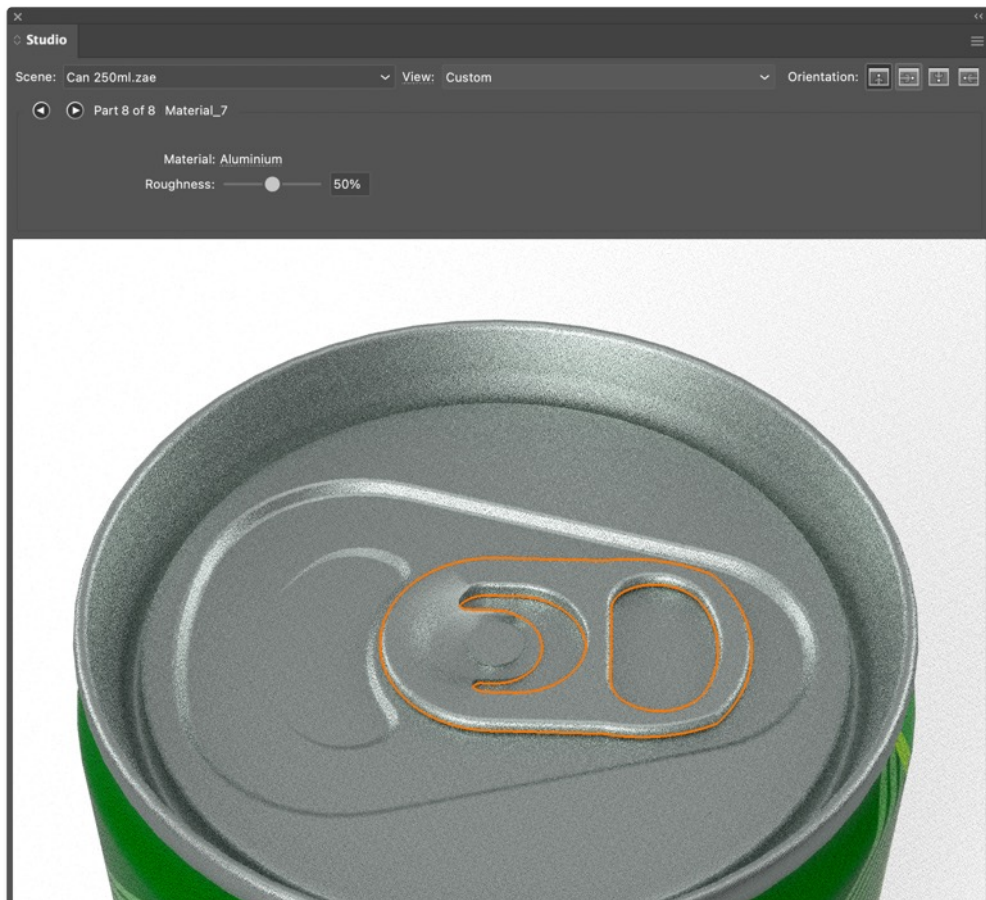 Studio
Scene: Can 250ml.zae View: Custom Orientation:
Part 8 of 8 Material_7
Material: Aluminium
Roughness: 50%